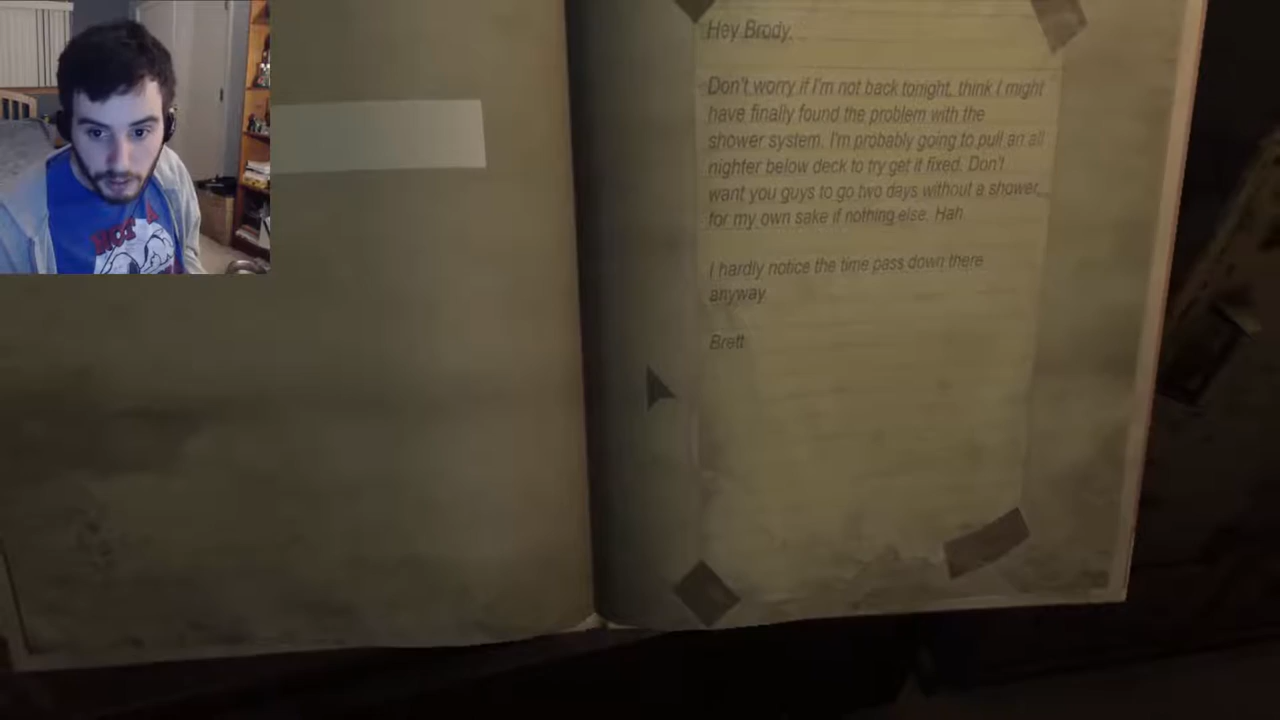 HOT
Hey Brody,
Don't worry if I'm not back tonight, think I might
have finally found the problem with the
shower system. I'm probably going to pull an all
nighter below deck to try get it fixed. Don't
want you guys to go two days without a shower,
for my own sake if nothing else. Hah
I hardly notice the time pass down there
anyway
Brett